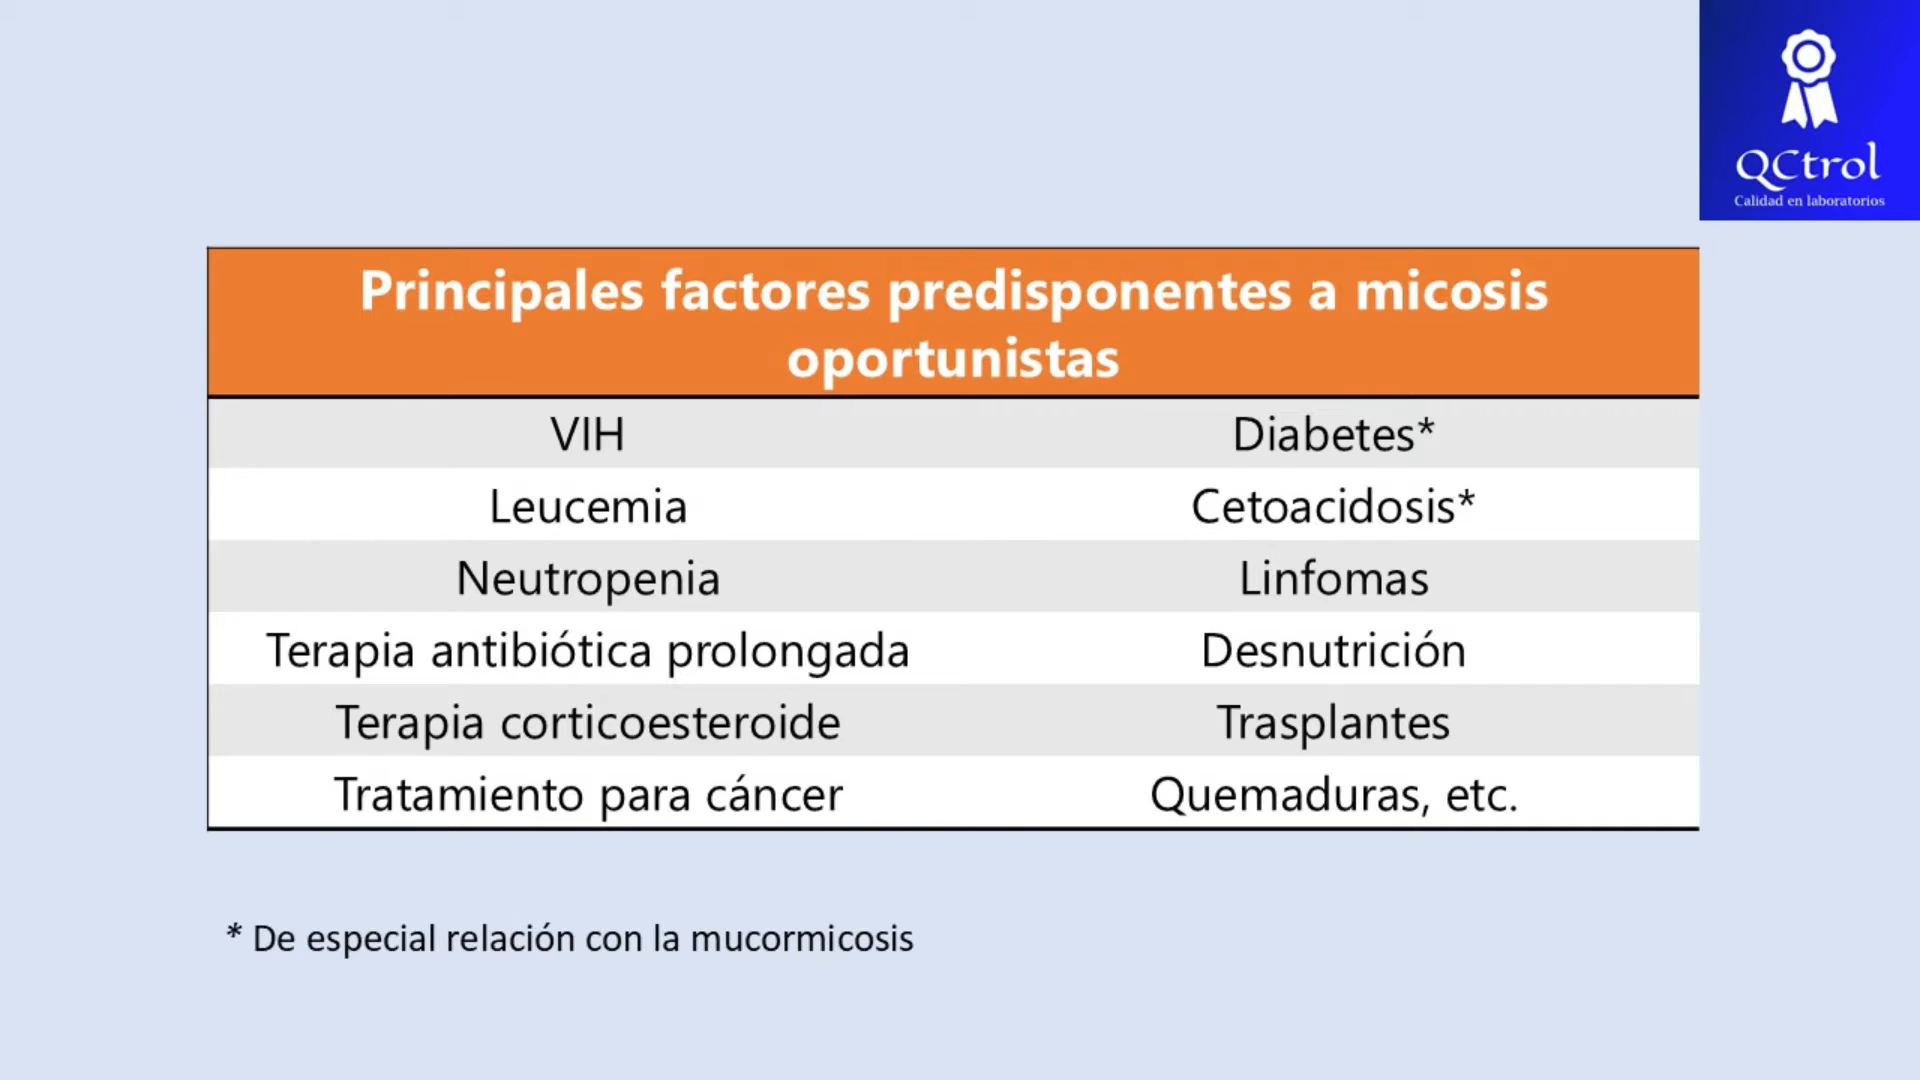 QCtrol
Calidad en laboratorios
Principales factores predisponentes a micosis
oportunistas
VIH Diabetes*
Leucemia Cetoacidosis*
Neutropenia Linfomas
Terapia antibiótica prolongada Desnutrición
Terapia corticoesteroide Trasplantes
Tratamiento para cáncer Quemaduras, etc.
* De especial relación con la mucormicosis